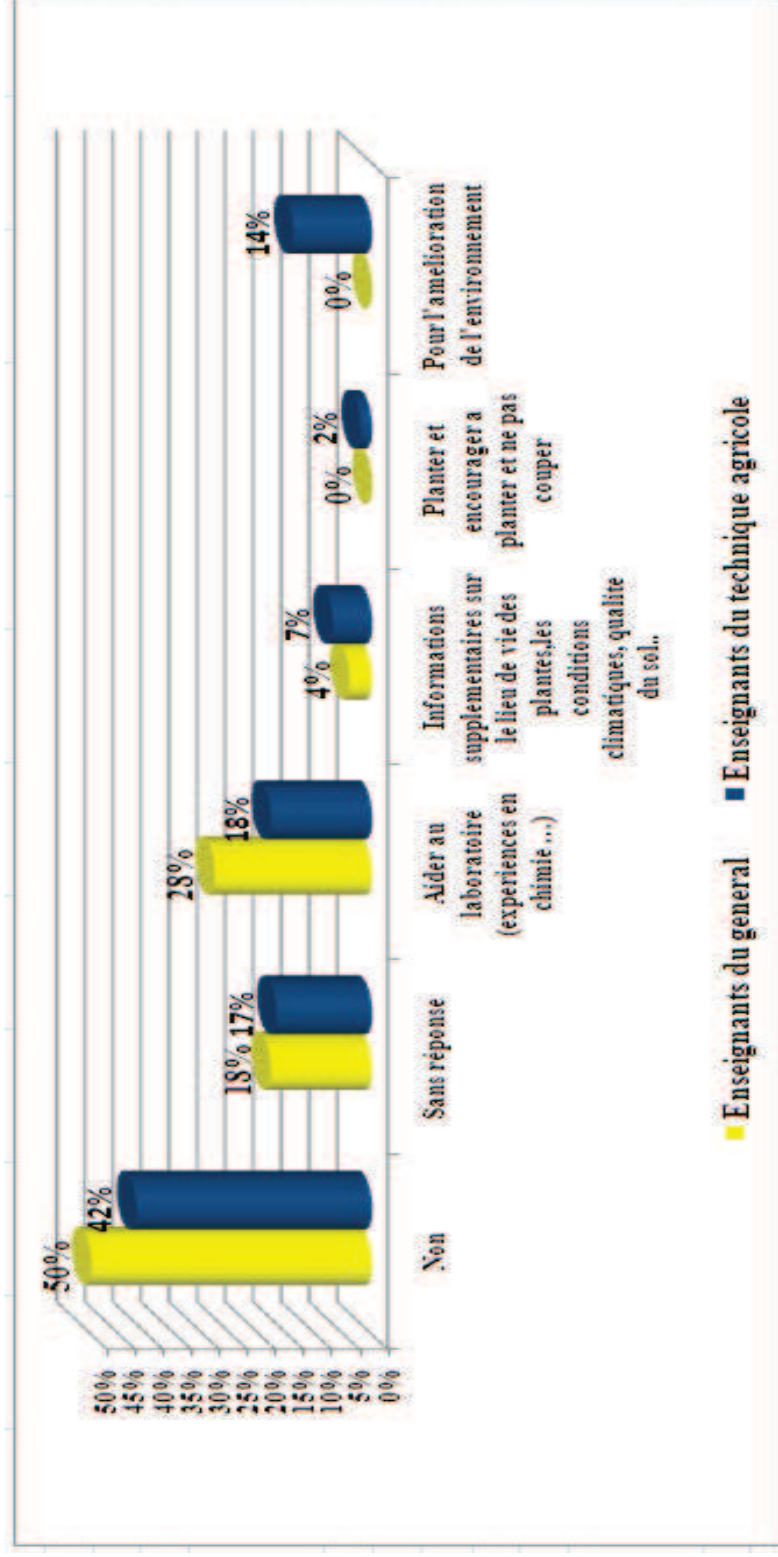 50%
45%
40%
35%
30%
25%
20%
15%
10%
5%
0%
50%
42%
18%
17%
28%
18%
4%
7%
0%
2%
0%
14%
Non
Sans réponse
Aider au
laboratoire
(experiences en
chimie ...)
Informations
supplementaires sur
le lieu de vie des
plantes,les
conditions
climatiques, qualite
du sol..
Planter et
encourager a
planter et ne pas
couper
Pour l'amelioration
de l'environnement
Enseignants du general
Enseignants du technique agricole